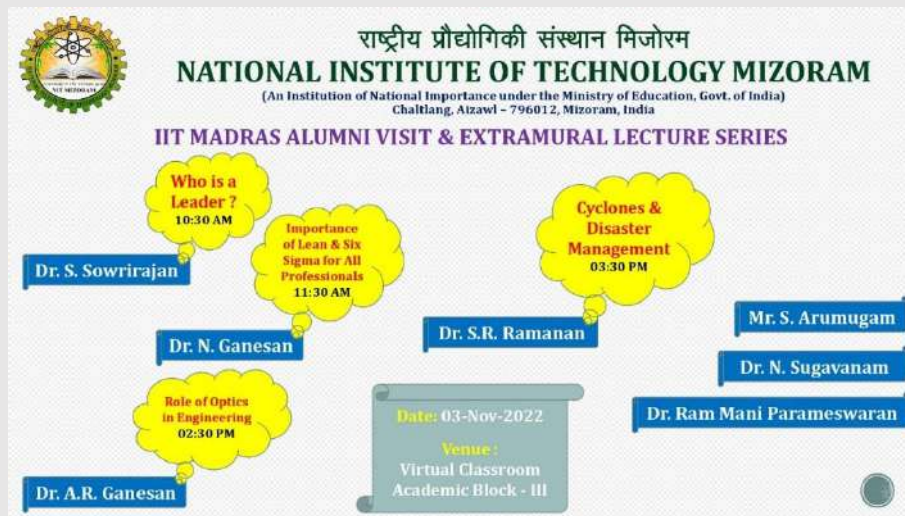 राष्ट्रीय प्रौद्योगिकी संस्थान मिजोरम
NATIONAL INSTITUTE OF TECHNOLOGY MIZORAM
(An Institution of National Importance under the Ministry of Education, Govt. of India)
Chaltlang, Aizawl – 796012, Mizoram, India
NIT MIZORAM
IIT MADRAS ALUMNI VISIT & EXTRAMURAL LECTURE SERIES
Who is a
Leader ?
10:30 AM
Dr. S. Sowrirajan
Importance
of Lean & Six
Sigma for All
Professionals
11:30 AM
Dr. N. Ganesan
Role of Optics
in Engineering
02:30 PM
Dr. A.R. Ganesan
Cyclones &
Disaster
Management
03:30 PM
Dr. S.R. Ramanan
Mr. S. Arumugam
Dr. N. Sugavanam
Dr. Ram Mani Parameswaran
Date: 03-Nov-2022
Venue :
Virtual Classroom
Academic Block - III